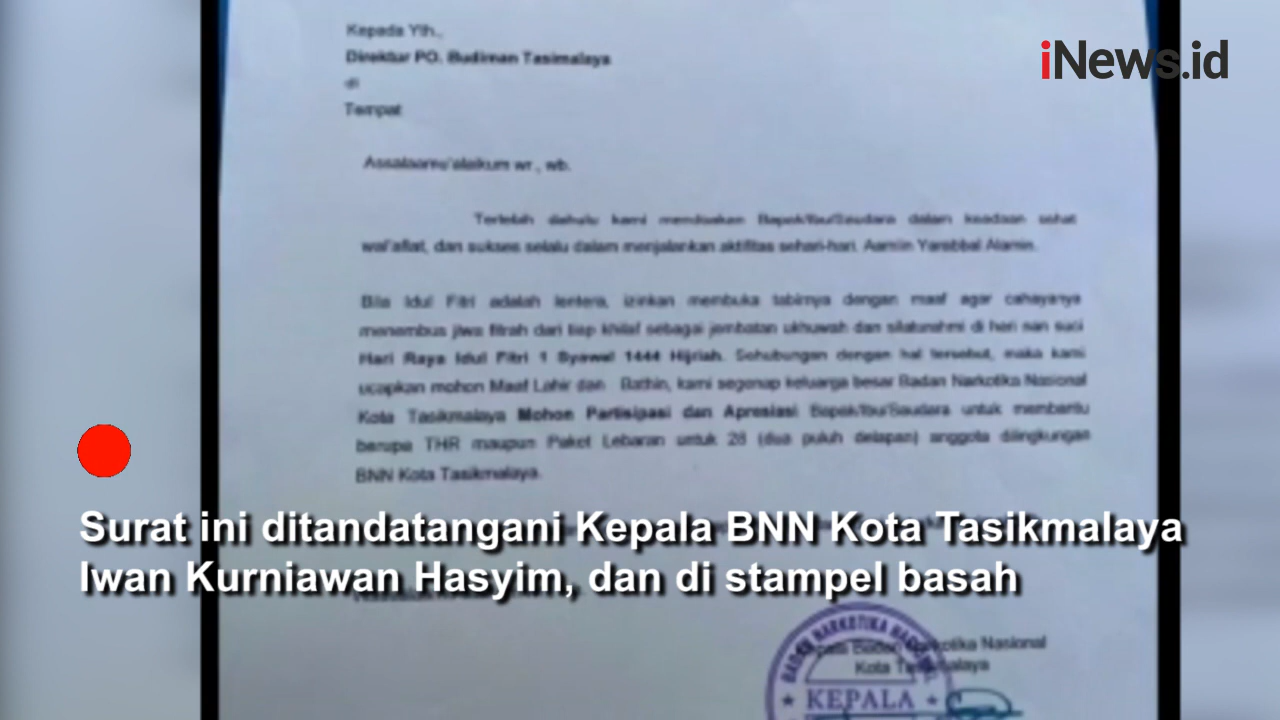 Kepada Yth.,
iNews.id
Direktur PO. Budiman Tasimalaya
di
Tempat
Assalaamu'alaikum wr., wb.
Terlebih dahulu kami mendoakan Bapak/Ibu/Saudara dalam keadaan sehat
wal'afiat, dan sukses selalu dalam menjalankan aktifitas sehari-hari. Aamiin Yarabbal Alamin.
Bila Idul Fitri adalah lentera, izinkan membuka tabirnya dengan maaf agar cahayanya
menembus jiwa fitrah dari tiap khilaf sebagai jembatan ukhuwah dan silaturahmi di hari nan suci
Hari Raya Idul Fitri 1 Syawal 1444 Hijriah. Sehubungan dengan hal tersebut, maka kami
ucapkan mohon Maaf Lahir dan Bathin, kami segenap keluarga besar Badan Narkotika Nasional
Kota Tasikmalaya Mohon Partisipasi dan Apresiasi Bapak/Ibu/Saudara untuk membantu
berupa THR maupun Paket Lebaran untuk 28 (dua puluh delapan) anggota dilingkungan
BNN Kota Tasikmalaya.
Surat ini ditandatangani Kepala BNN Kota Tasikmalaya
Iwan Kurniawan Hasyim, dan di stampel basah
BADAN NARKOTIKA
Badan Narkotika Nasional
Kota Tasikmalaya
KEPALA